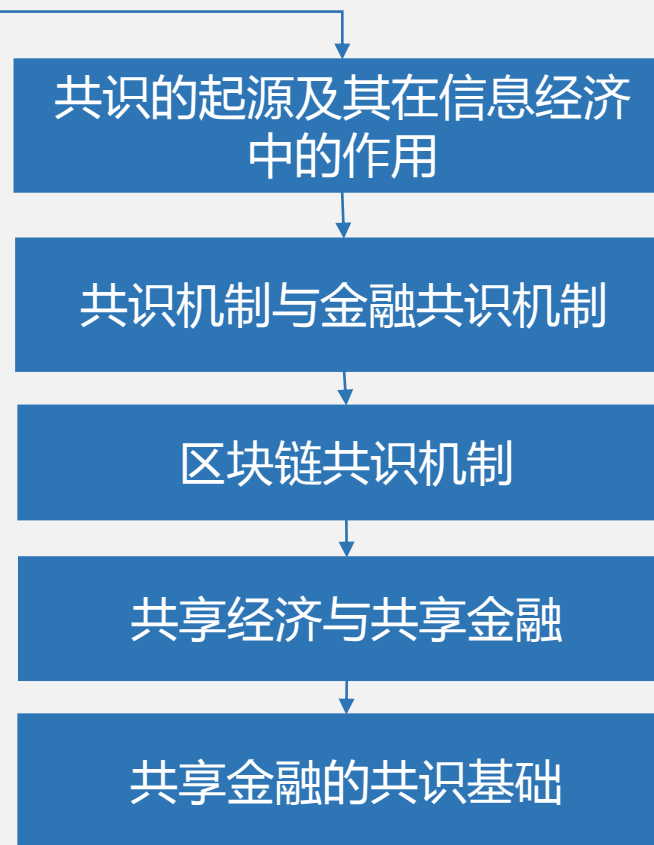 共识的起源及其在信息经济
中的作用
共识机制与金融共识机制
区块链共识机制
共享经济与共享金融
共享金融的共识基础